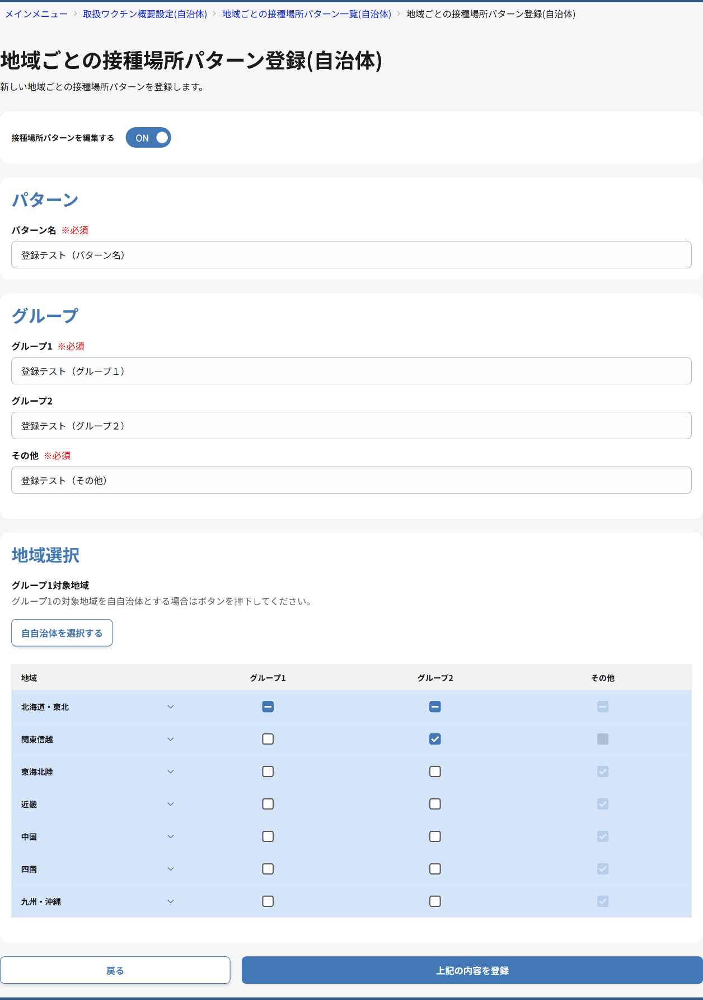 メインメニュー > 取扱ワクチン概要設定(自治体) > 地域ごとの接種場所パターン一覧(自治体) > 地域ごとの接種場所パターン登録(自治体)
地域ごとの接種場所パターン登録(自治体)
新しい地域ごとの接種場所パターンを登録します。
接種場所パターンを編集する ON
パターン
パターン名 ※必須
登録テスト（パターン名）
グループ
グループ1 ※必須
登録テスト（グループ１）
グループ2
登録テスト（グループ２）
その他 ※必須
登録テスト（その他）
地域選択
グループ1対象地域
グループ1の対象地域を自自治体とする場合はボタンを押下してください。
自自治体を選択する
地域 グループ1 グループ2 その他
北海道・東北
関東信越
東海北陸
近畿
中国
四国
九州・沖縄
戻る 上記の内容を登録